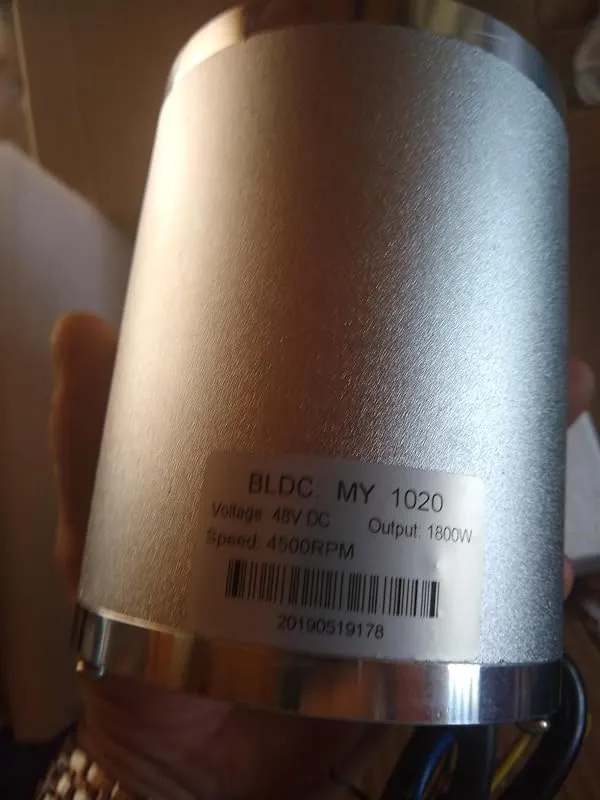 BLDC: MY 1020
Voltage: 48V DC Output: 1800W
Speed: 4500RPM
20190519178